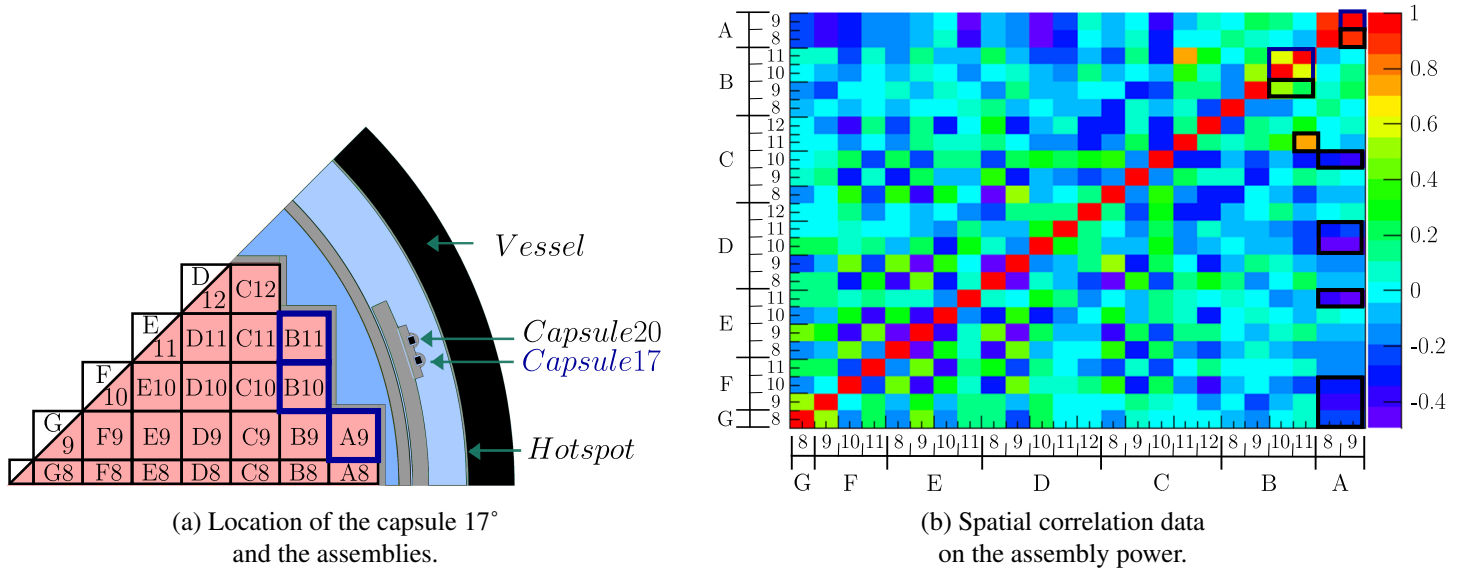 Vessel
Capsule20
Capsule17
Hotspot
D
12
C12
E
11
D11
C11
B11
F
10
E10
D10
C10
B10
G
9
F9
E9
D9
C9
B9
A9
G8
F8
E8
D8
C8
B8
A8
(a) Location of the capsule 17°
and the assemblies.
A
9
8
B
11
10
9
8
C
12
11
10
9
8
D
12
11
10
9
8
E
11
10
9
8
F
11
10
9
G
8
8 9 10 11 8 9 10 11 8 9 10 11 12 8 9 10 11 12 8 9 10 11 8 9
G F E D C B A
1
0.8
0.6
0.4
0.2
0
-0.2
-0.4
(b) Spatial correlation data
on the assembly power.